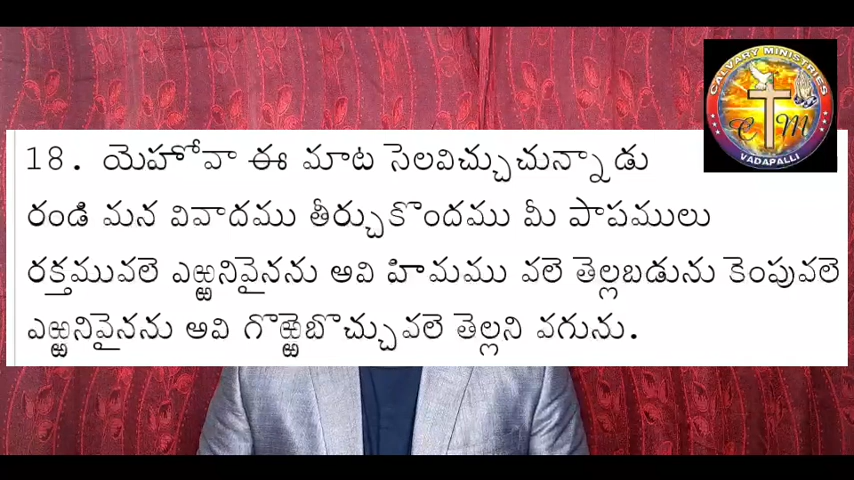 CALVARY MINISTRIES
C M
VADAPALLI
18. యెహోవా ఈ మాట సెలవిచ్చుచున్నాడు
రండి మన వివాదము తీర్చుకొందము మీ పాపములు
రక్తమువలె ఎఱ్ఱనివైనను అవి హిమము వలె తెల్లబడును కెంపువలె
ఎఱ్ఱనివైనను అవి గొఱ్ఱెబొచ్చువలె తెల్లని వగును.